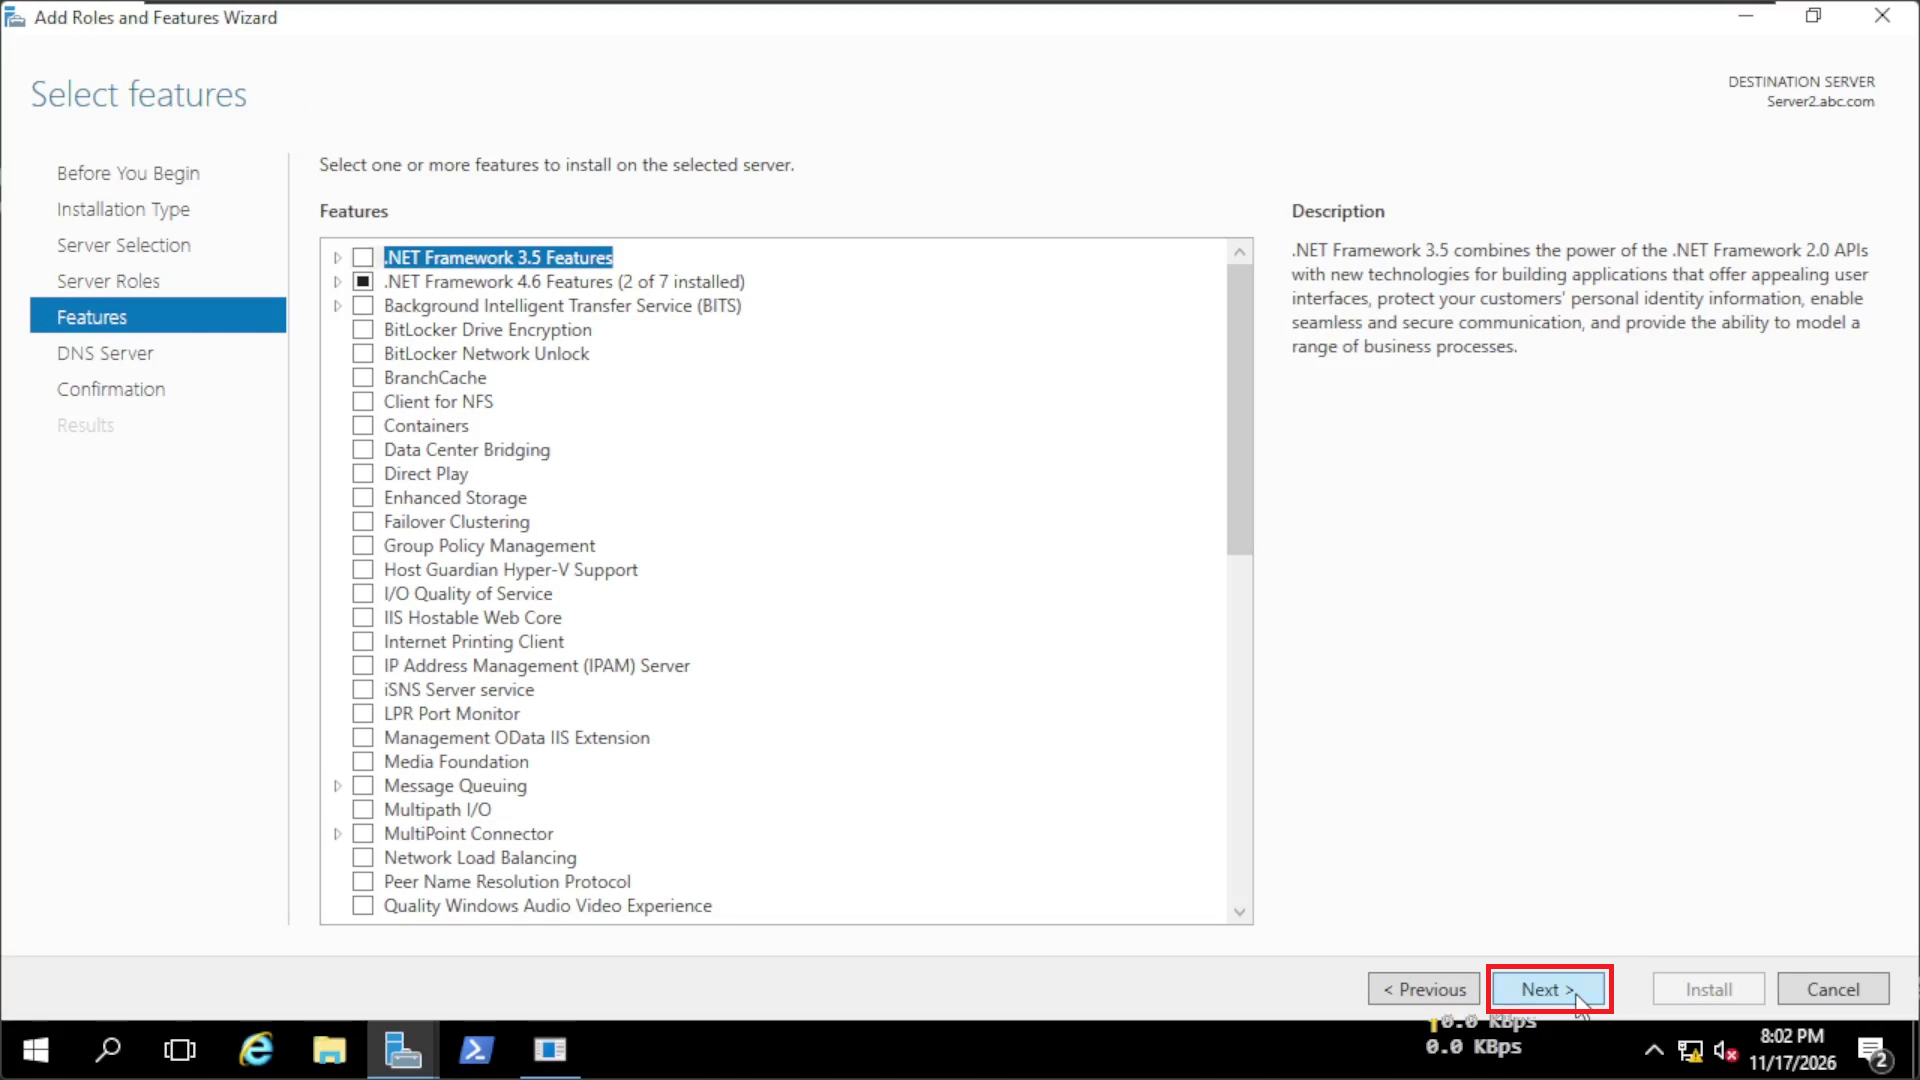 Add Roles and Features Wizard
Select features
DESTINATION SERVER
Server2.abc.com
Before You Begin
Installation Type
Server Selection
Server Roles
Features
DNS Server
Confirmation
Results
Select one or more features to install on the selected server.
Features
.NET Framework 3.5 Features
.NET Framework 4.6 Features (2 of 7 installed)
Background Intelligent Transfer Service (BITS)
BitLocker Drive Encryption
BitLocker Network Unlock
BranchCache
Client for NFS
Containers
Data Center Bridging
Direct Play
Enhanced Storage
Failover Clustering
Group Policy Management
Host Guardian Hyper-V Support
I/O Quality of Service
IIS Hostable Web Core
Internet Printing Client
IP Address Management (IPAM) Server
iSNS Server service
LPR Port Monitor
Management OData IIS Extension
Media Foundation
Message Queuing
Multipath I/O
MultiPoint Connector
Network Load Balancing
Peer Name Resolution Protocol
Quality Windows Audio Video Experience
Description
.NET Framework 3.5 combines the power of the .NET Framework 2.0 APIs
with new technologies for building applications that offer appealing user
interfaces, protect your customers' personal identity information, enable
seamless and secure communication, and provide the ability to model a
range of business processes.
< Previous
Next >
Install
Cancel
0.0 KBps
0.0 KBps
8:02 PM
11/17/2026
2